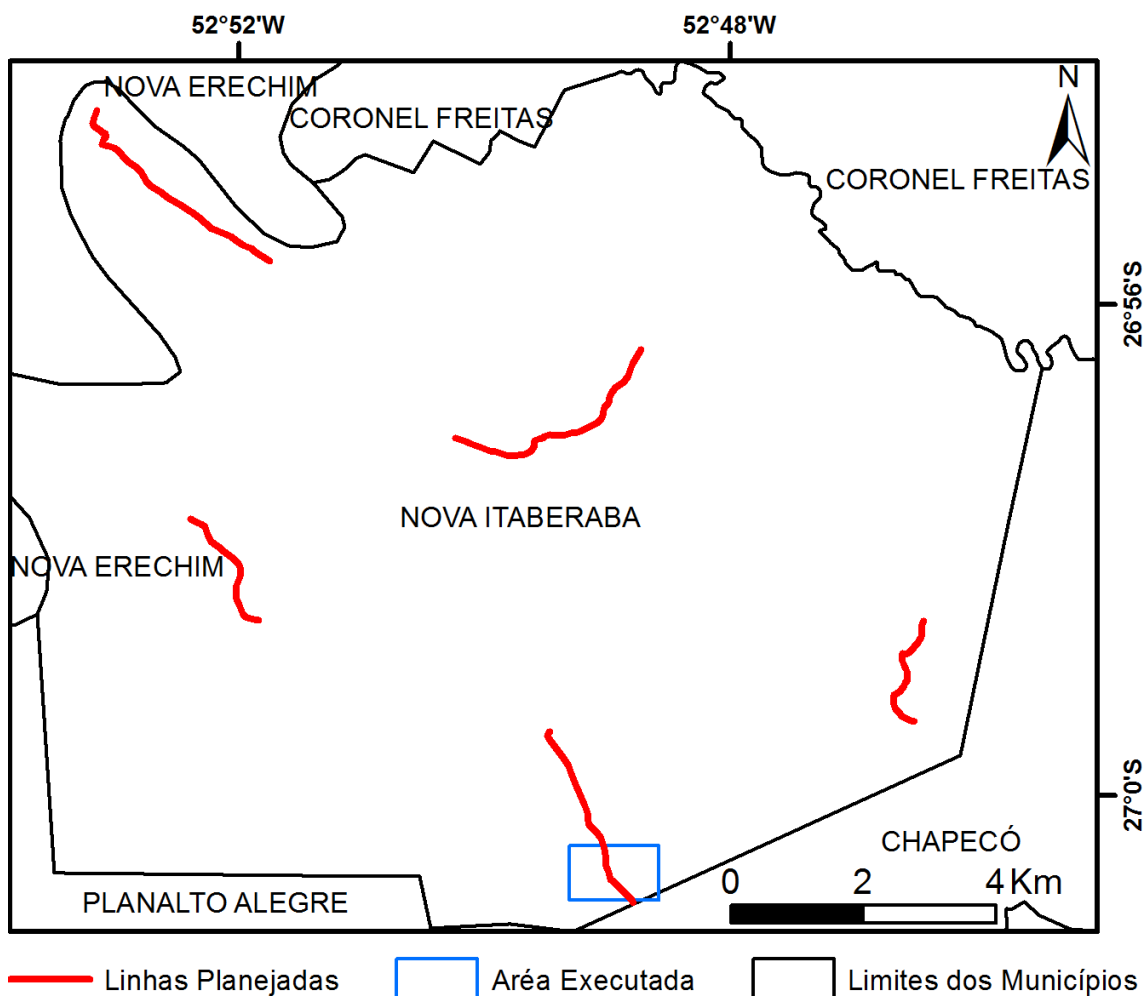 52°52'W
52°48'W
NOVA ERECHIM
N
CORONEL FREITAS
CORONEL FREITAS
26°56'S
NOVA ITABERABA
NOVA ERECHIM
27°0'S
CHAPECÓ
PLANALTO ALEGRE
0 2 4 Km
Linhas Planejadas
Aréa Executada
Limites dos Municípios